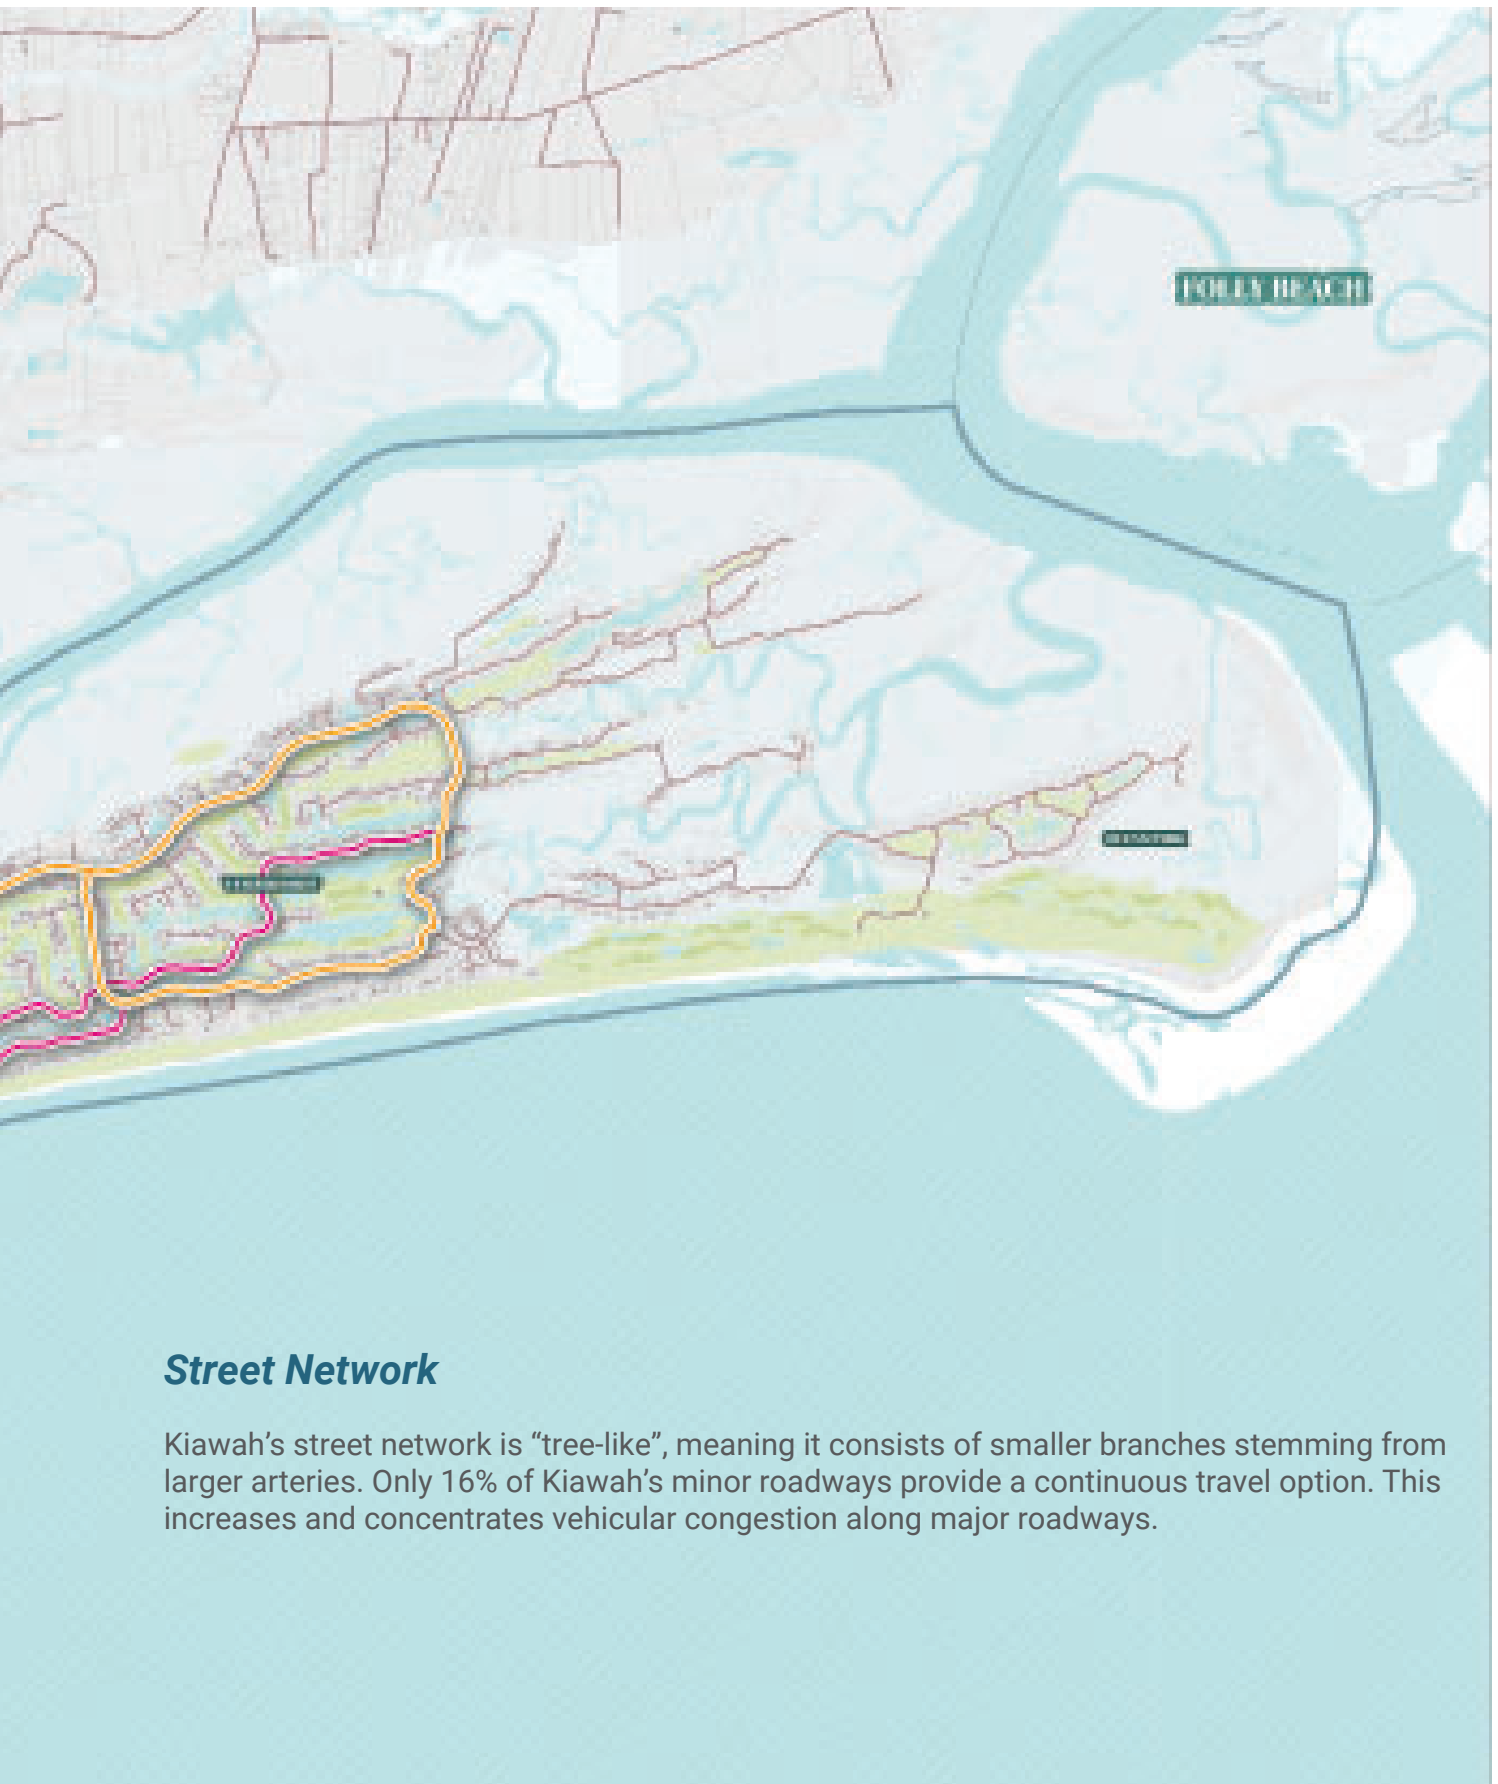 FOLLY BEACH
Street Network
Kiawah’s street network is “tree-like”, meaning it consists of smaller branches stemming from
larger arteries. Only 16% of Kiawah’s minor roadways provide a continuous travel option. This
increases and concentrates vehicular congestion along major roadways.